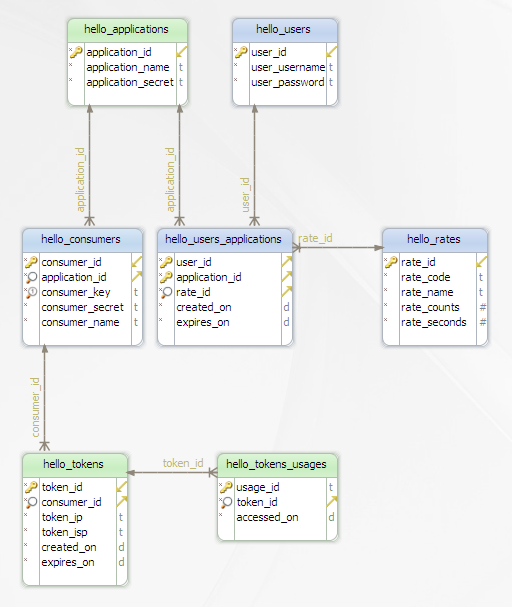 hello_applications
application_id
application_name t
application_secret t
hello_users
user_id
user_username t
user_password t
application_id
application_id
user_id
hello_consumers
consumer_id
application_id
consumer_key t
consumer_secret t
consumer_name t
hello_users_applications
user_id
application_id
rate_id
created_on d
expires_on d
rate_id
hello_rates
rate_id
rate_code t
rate_name t
rate_counts #
rate_seconds #
consumer_id
hello_tokens
token_id
consumer_id
token_ip t
token_isp t
created_on d
expires_on d
token_id
hello_tokens_usages
usage_id t
token_id
accessed_on d